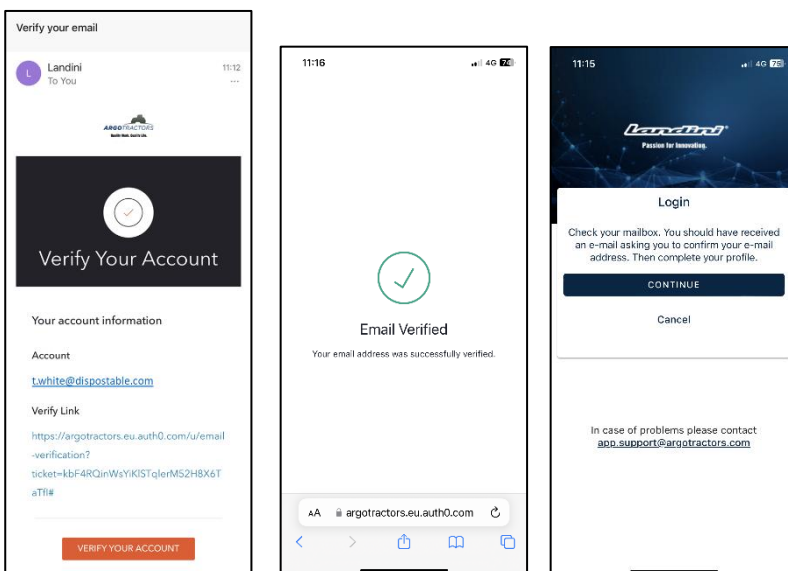 Verify your email
L
Landini
11:12
To You
...
ARGOTRACTORS
Verify Your Account
Your account information
Account
t.white@dispostable.com
Verify Link
https://argotractors.eu.auth0.com/u/email
-verification?
ticket=kbF4RQinWsYiKlSTqlerM52H8X6T
aTfl#
VERIFY YOUR ACCOUNT
11:16
4G 74
Email Verified
Your email address was successfully verified.
AA argotractors.eu.auth0.com
11:15
4G 75
Landini
Passion for Innovating.
Login
Check your mailbox. You should have received
an e-mail asking you to confirm your e-mail
address. Then complete your profile.
CONTINUE
Cancel
In case of problems please contact
app.support@argotractors.com